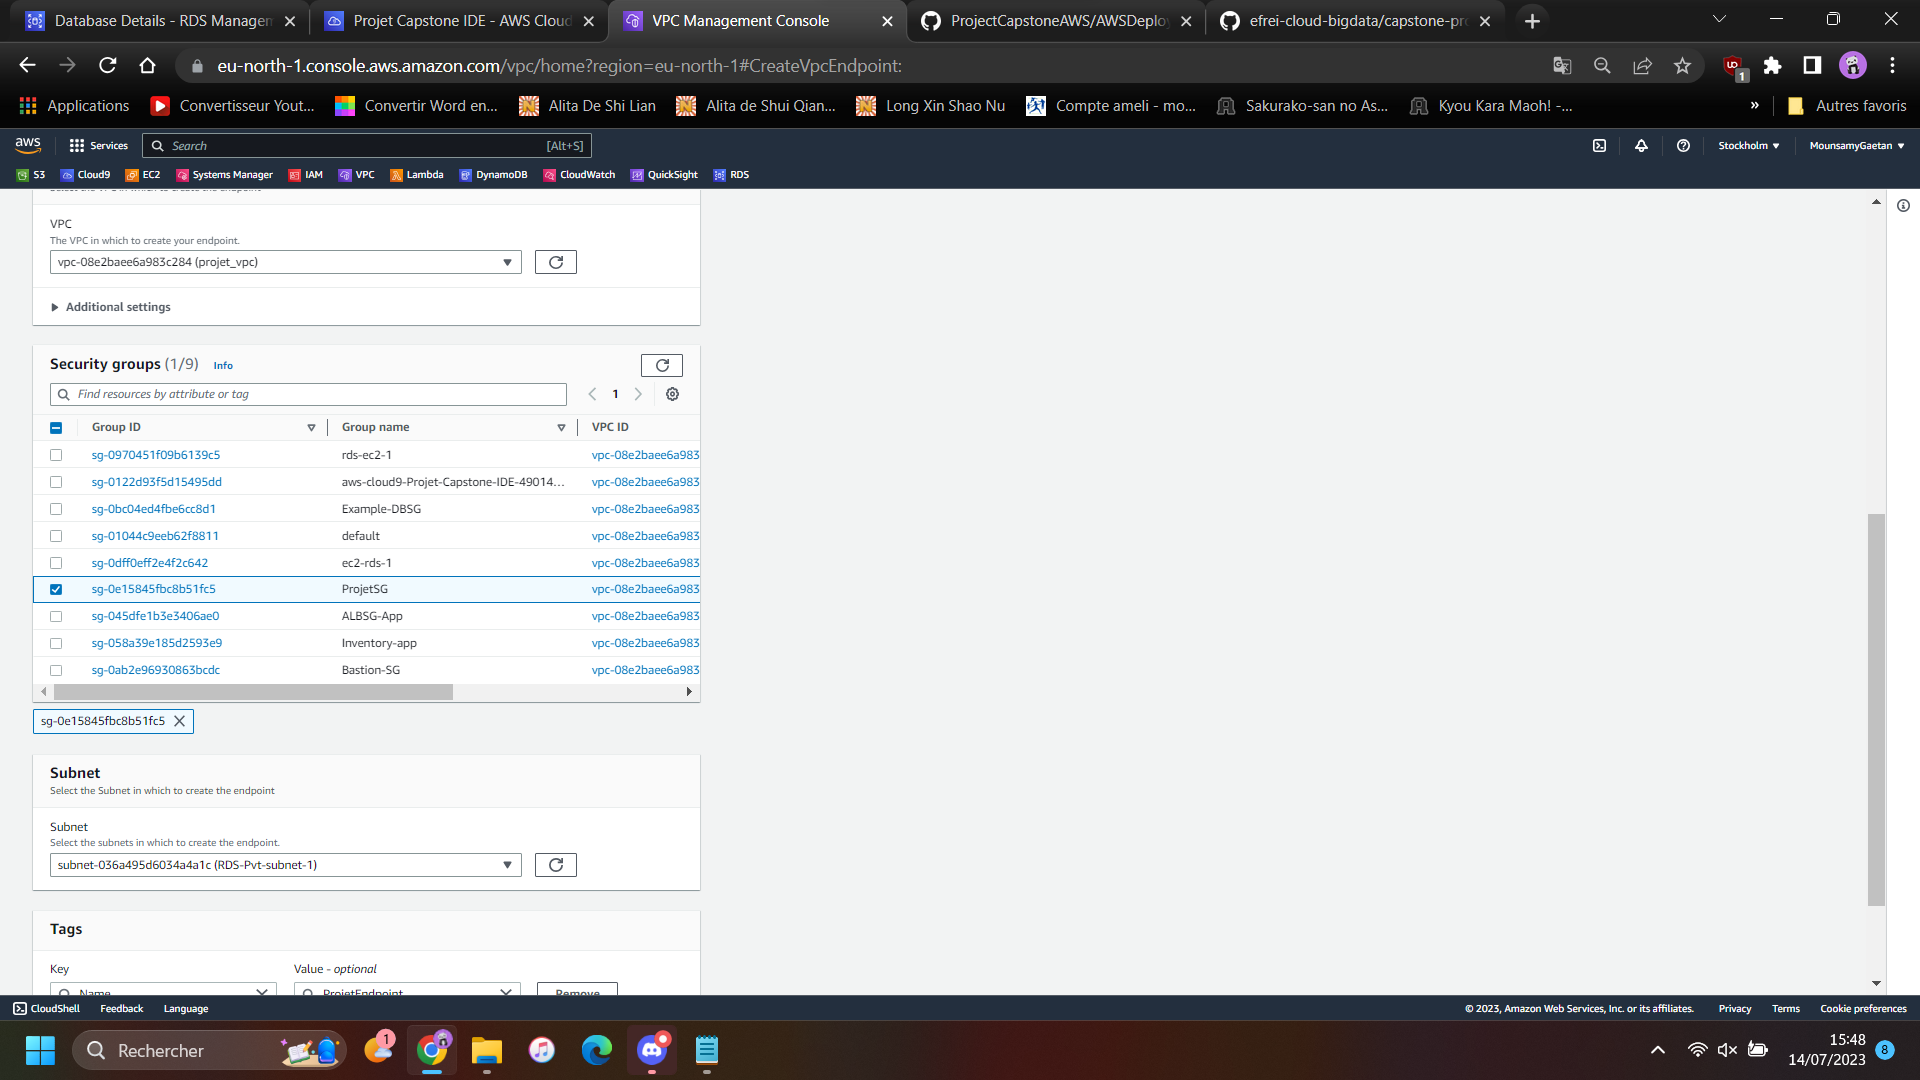 Database Details - RDS Managem
Projet Capstone IDE - AWS Cloud
VPC Management Console
ProjectCapstoneAWS/AWSDeploy
efrei-cloud-bigdata/capstone-pro
eu-north-1.console.aws.amazon.com/vpc/home?region=eu-north-1#CreateVpcEndpoint:
1
Applications
Convertisseur Yout...
Convertir Word en...
Alita De Shi Lian
Alita de Shui Qian...
Long Xin Shao Nu
Compte ameli - mo...
Sakurako-san no As...
Kyou Kara Maoh! -...
»
Autres favoris
aws
Services
Search
[Alt+S]
Stockholm
MounsamyGaetan
S3
Cloud9
EC2
Systems Manager
IAM
VPC
Lambda
DynamoDB
CloudWatch
QuickSight
RDS
VPC
The VPC in which to create your endpoint.
vpc-08e2baee6a983c284 (projet_vpc)
Additional settings
Security groups (1/9) Info
Find resources by attribute or tag
1
Group ID Group name VPC ID
sg-0970451f09b6139c5 rds-ec2-1 vpc-08e2baee6a983
sg-0122d93f5d15495dd aws-cloud9-Projet-Capstone-IDE-49014... vpc-08e2baee6a983
sg-0bc04ed4fbe6cc8d1 Example-DBSG vpc-08e2baee6a983
sg-01044c9eeb62f8811 default vpc-08e2baee6a983
sg-0dff0eff2e4f2c642 ec2-rds-1 vpc-08e2baee6a983
sg-0e15845fbc8b51fc5 ProjetSG vpc-08e2baee6a983
sg-045dfe1b3e3406ae0 ALBSG-App vpc-08e2baee6a983
sg-058a39e185d2593e9 Inventory-app vpc-08e2baee6a983
sg-0ab2e96930863bcdc Bastion-SG vpc-08e2baee6a983
sg-0e15845fbc8b51fc5
Subnet
Select the Subnet in which to create the endpoint
Subnet
Select the subnets in which to create the endpoint.
subnet-036a495d6034a4a1c (RDS-Pvt-subnet-1)
Tags
Key
Value - optional
Name
ProjetEndpoint
Remove
CloudShell
Feedback
Language
© 2023, Amazon Web Services, Inc. or its affiliates.
Privacy
Terms
Cookie preferences
Rechercher
1
15:48
14/07/2023
8